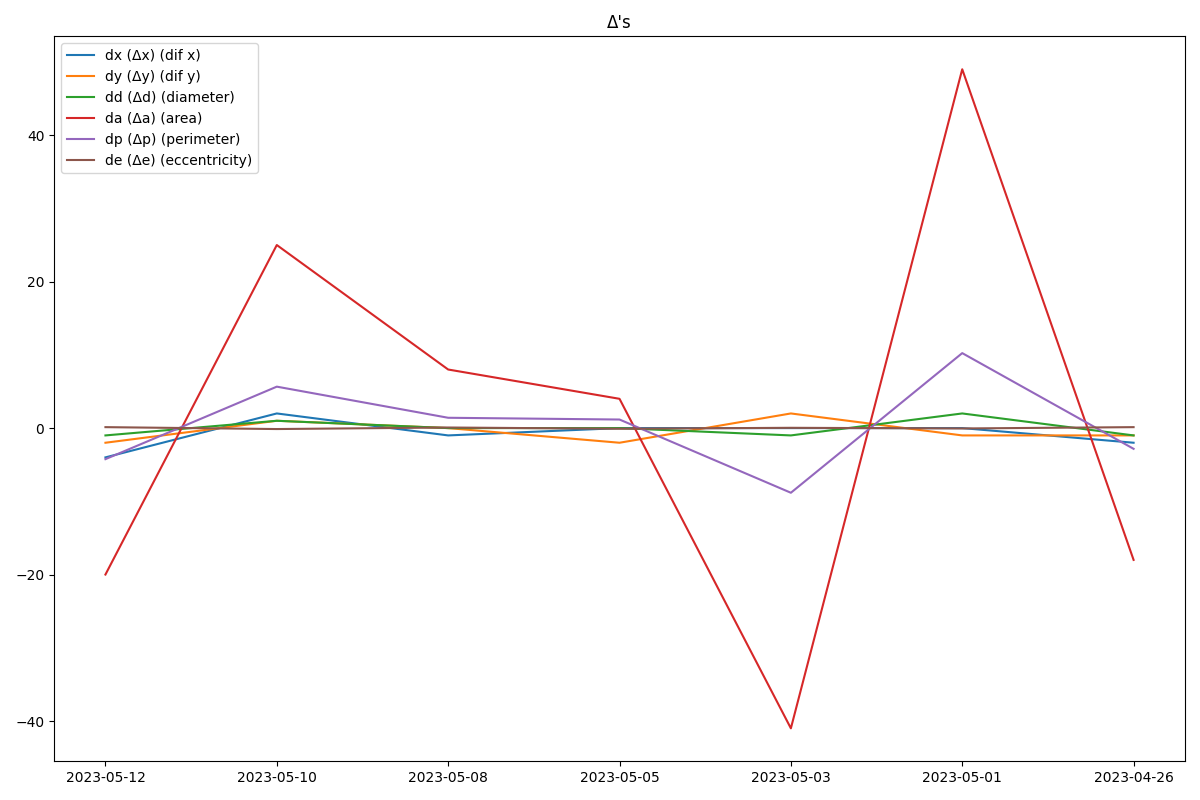 Δ's
dx (Δx) (dif x)
dy (Δy) (dif y)
dd (Δd) (diameter)
da (Δa) (area)
dp (Δp) (perimeter)
de (Δe) (eccentricity)
40
20
0
−20
−40
2023-05-12 2023-05-10 2023-05-08 2023-05-05 2023-05-03 2023-05-01 2023-04-26